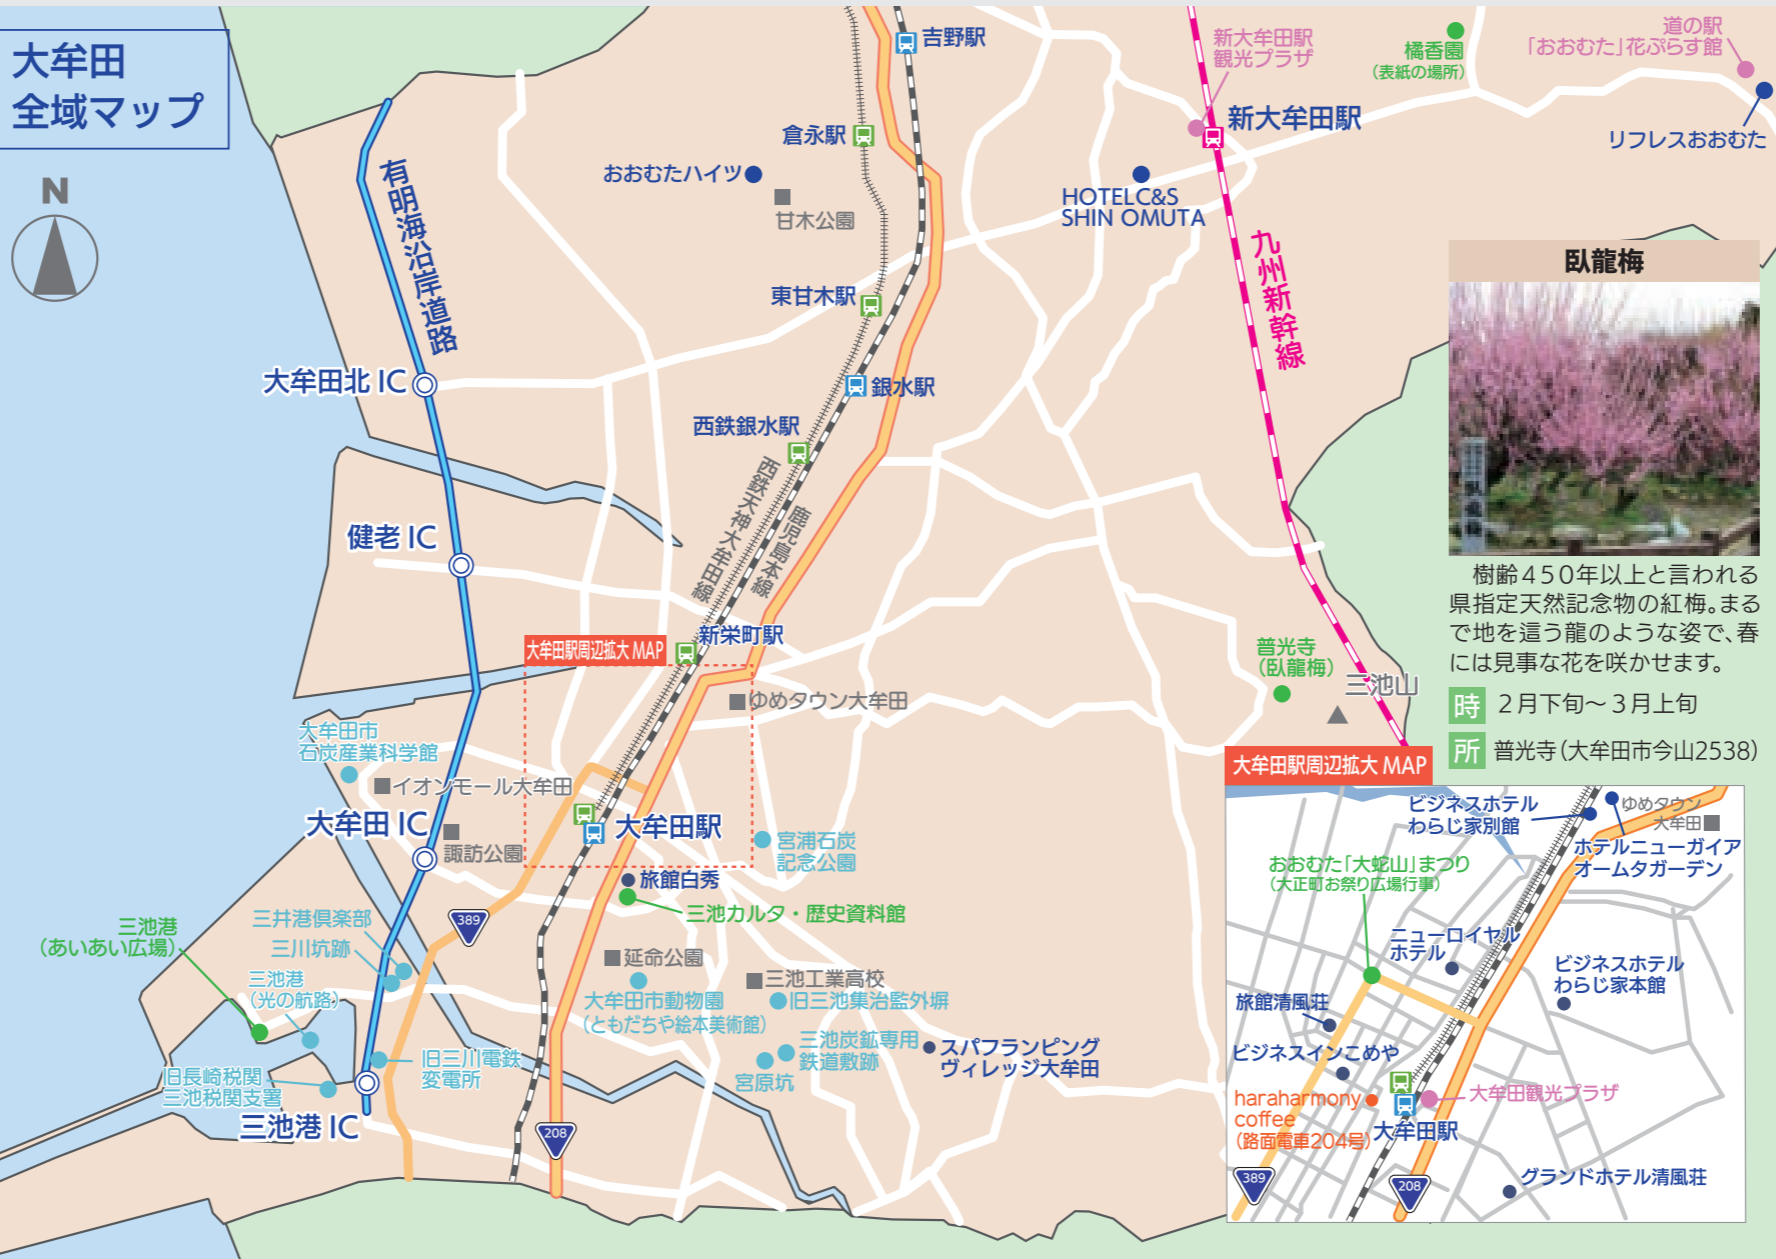 大牟田
全域マップ
N
有明海沿岸道路
吉野駅
倉永駅
おおむたハイツ
甘木公園
東甘木駅
銀水駅
西鉄銀水駅
西鉄天神大牟田線
鹿児島本線
新大牟田駅
観光プラザ
新大牟田駅
橘香園
(表紙の場所)
道の駅
「おおむた」花ぷらす館
リフレスおおむた
HOTELC&S
SHIN OMUTA
九州新幹線
大牟田北 IC
健老 IC
新栄町駅
大牟田駅周辺拡大 MAP
ゆめタウン大牟田
普光寺
(臥龍梅)
三池山
大牟田市
石炭産業科学館
イオンモール大牟田
大牟田 IC
諏訪公園
大牟田駅
宮浦石炭
記念公園
旅館白秀
三池カルタ・歴史資料館
三池港
(あいあい広場)
三井港倶楽部
三川坑跡
三池港
(光の航路)
389
延命公園
大牟田市動物園
(ともだちや絵本美術館)
三池工業高校
旧三池集治監外塀
三池炭鉱専用
鉄道敷跡
宮原坑
スパフランピング
ヴィレッジ大牟田
旧三川電鉄
変電所
旧長崎税関
三池税関支署
三池港 IC
208
臥龍梅
樹齢450年以上と言われる
県指定天然記念物の紅梅。まる
で地を這う龍のような姿で、春
には見事な花を咲かせます。
時 2月下旬～3月上旬
所 普光寺(大牟田市今山2538)
大牟田駅周辺拡大 MAP
ビジネスホテル
わらじ家別館
ゆめタウン
大牟田
ホテルニューガイア
オームタガーデン
おおむた「大蛇山」まつり
(大正町お祭り広場行事)
ニューロイヤル
ホテル
ビジネスホテル
わらじ家本館
旅館清風荘
ビジネスインこめや
haraharmony
coffee
(路面電車204号)
大牟田観光プラザ
大牟田駅
389
208
グランドホテル清風荘